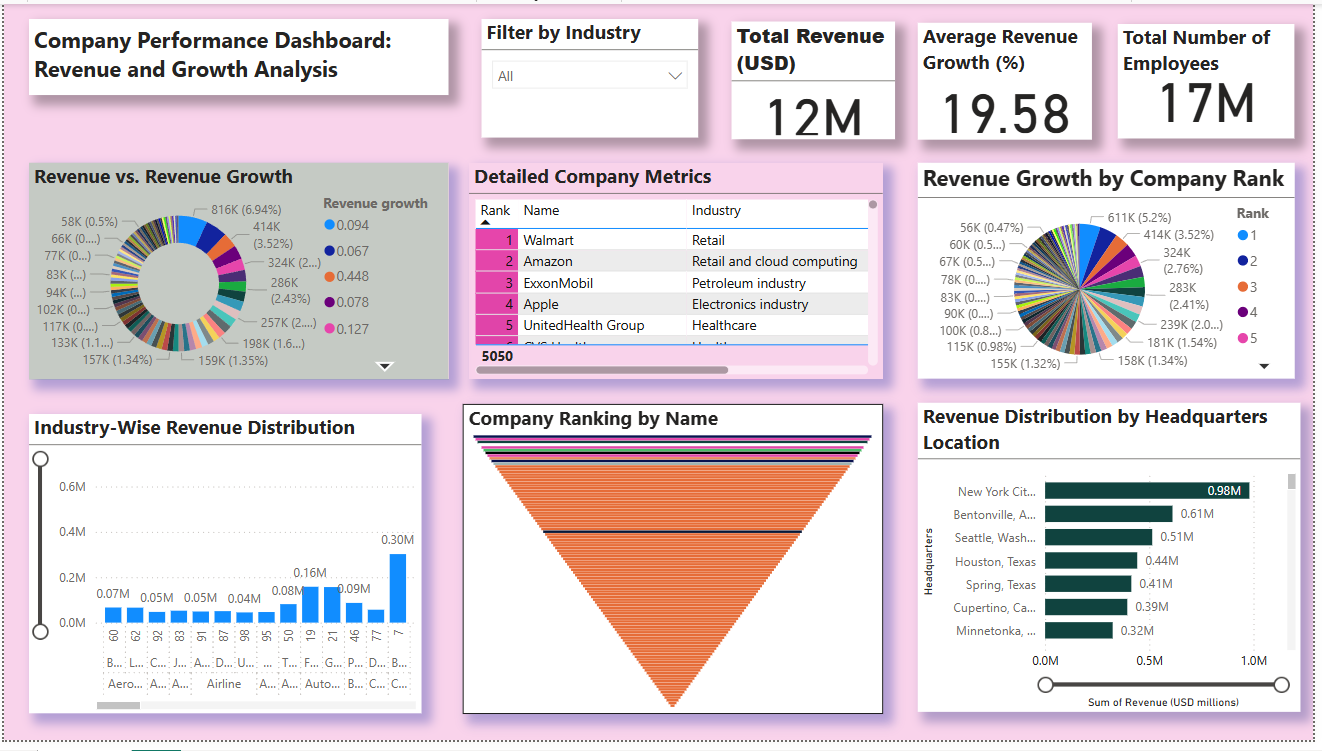 Company Performance Dashboard:
Revenue and Growth Analysis
Filter by Industry
All
Total Revenue
(USD)
12M
Average Revenue
Growth (%)
19.58
Total Number of
Employees
17M
Revenue vs. Revenue Growth
816K (6.94%)
414K
(3.52%)
324K (2...)
286K
(2.43%)
257K (2....)
198K (1.6...)
159K (1.35%)
157K (1.34%)
133K (1.1...)
117K (0....)
102K (0...)
94K (...)
83K (...)
77K (0....)
66K (0....)
58K (0.5%)
Revenue growth
0.094
0.067
0.448
0.078
0.127
Detailed Company Metrics
Rank Name Industry
1 Walmart Retail
2 Amazon Retail and cloud computing
3 ExxonMobil Petroleum industry
4 Apple Electronics industry
5 UnitedHealth Group Healthcare
5050
Revenue Growth by Company Rank
611K (5.2%)
414K (3.52%)
324K
(2.76%)
283K
(2.41%)
239K (2.0...)
181K (1.54%)
158K (1.34%)
155K (1.32%)
115K (0.98%)
100K (0.8...)
90K (0....)
83K (0....)
78K (0....)
67K (0.5...)
60K (0.5...)
56K (0.47%)
Rank
1
2
3
4
5
Industry-Wise Revenue Distribution
0.6M
0.4M
0.2M
0.0M
0.07M 0.05M 0.05M 0.04M 0.08M 0.16M 0.09M 0.30M
60 62 92 83 91 87 98 95 50 19 21 46 77 7
B... L... C... J... A... D... U... ... T... F... G... P... D... B...
Aero... A... A... Airline A... A... Auto... B... C... C...
Company Ranking by Name
Revenue Distribution by Headquarters
Location
Headquarters
New York Cit... 0.98M
Bentonville, A... 0.61M
Seattle, Wash... 0.51M
Houston, Texas 0.44M
Spring, Texas 0.41M
Cupertino, Ca... 0.39M
Minnetonka, ... 0.32M
0.0M 0.5M 1.0M
Sum of Revenue (USD millions)